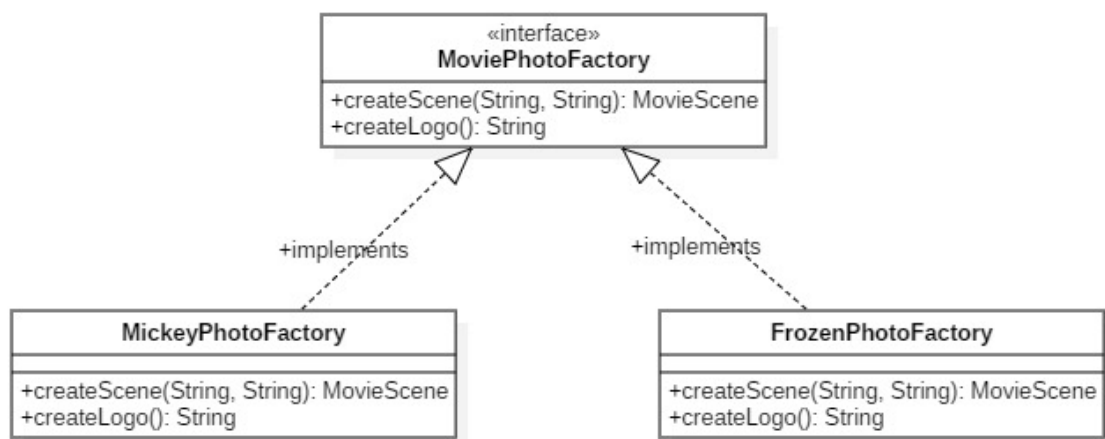 «interface»
MoviePhotoFactory
+createScene(String, String): MovieScene
+createLogo(): String
+implements
+implements
MickeyPhotoFactory
+createScene(String, String): MovieScene
+createLogo(): String
FrozenPhotoFactory
+createScene(String, String): MovieScene
+createLogo(): String